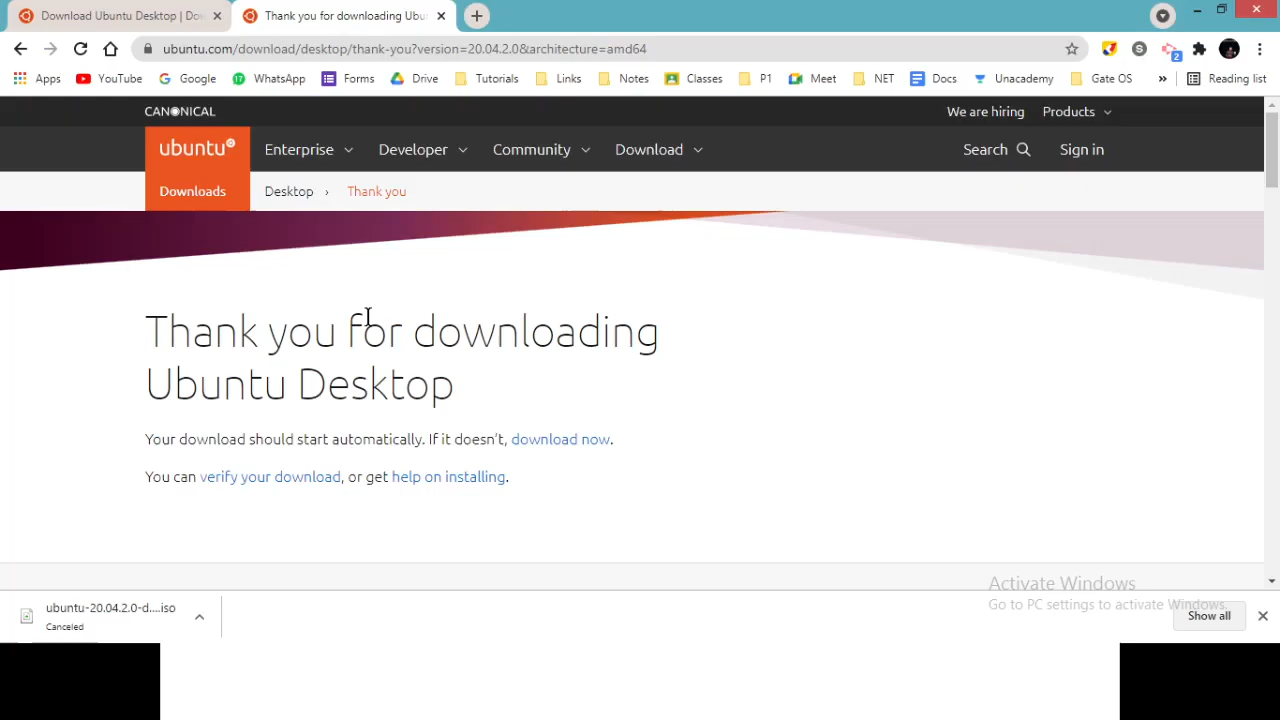 Download Ubuntu Desktop | Do
Thank you for downloading Ubu
ubuntu.com/download/desktop/thank-you?version=20.04.2.0&architecture=amd64
S
2
Apps
YouTube
Google
17
WhatsApp
Forms
Drive
Tutorials
Links
Notes
Classes
P1
Meet
NET
Docs
Unacademy
Gate OS
»
Reading list
CANONICAL
We are hiring
Products
ubuntu
Enterprise
Developer
Community
Download
Search
Sign in
Downloads
Desktop ›
Thank you
Thank you for downloading
Ubuntu Desktop
Your download should start automatically. If it doesn't, download now.
You can verify your download, or get help on installing.
Activate Windows
Go to PC settings to activate Windows.
ubuntu-20.04.2.0-d....iso
Canceled
Show all